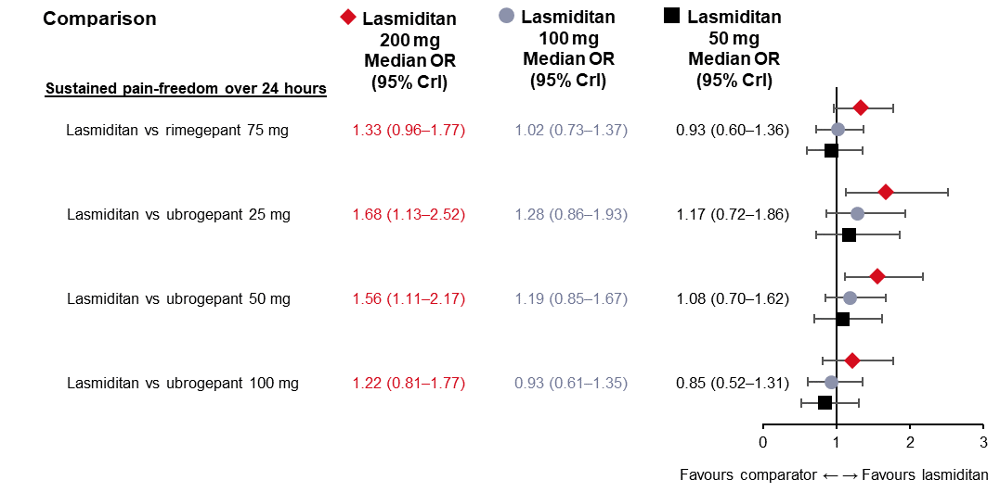 Comparison
Lasmiditan
200 mg
Median OR
(95% CrI)
Lasmiditan
100 mg
Median OR
(95% CrI)
Lasmiditan
50 mg
Median OR
(95% CrI)
Sustained pain-freedom over 24 hours
Lasmiditan vs rimegepant 75 mg 1.33 (0.96–1.77) 1.02 (0.73–1.37) 0.93 (0.60–1.36)
Lasmiditan vs ubrogepant 25 mg 1.68 (1.13–2.52) 1.28 (0.86–1.93) 1.17 (0.72–1.86)
Lasmiditan vs ubrogepant 50 mg 1.56 (1.11–2.17) 1.19 (0.85–1.67) 1.08 (0.70–1.62)
Lasmiditan vs ubrogepant 100 mg 1.22 (0.81–1.77) 0.93 (0.61–1.35) 0.85 (0.52–1.31)
0 1 2 3
Favours comparator ← → Favours lasmiditan